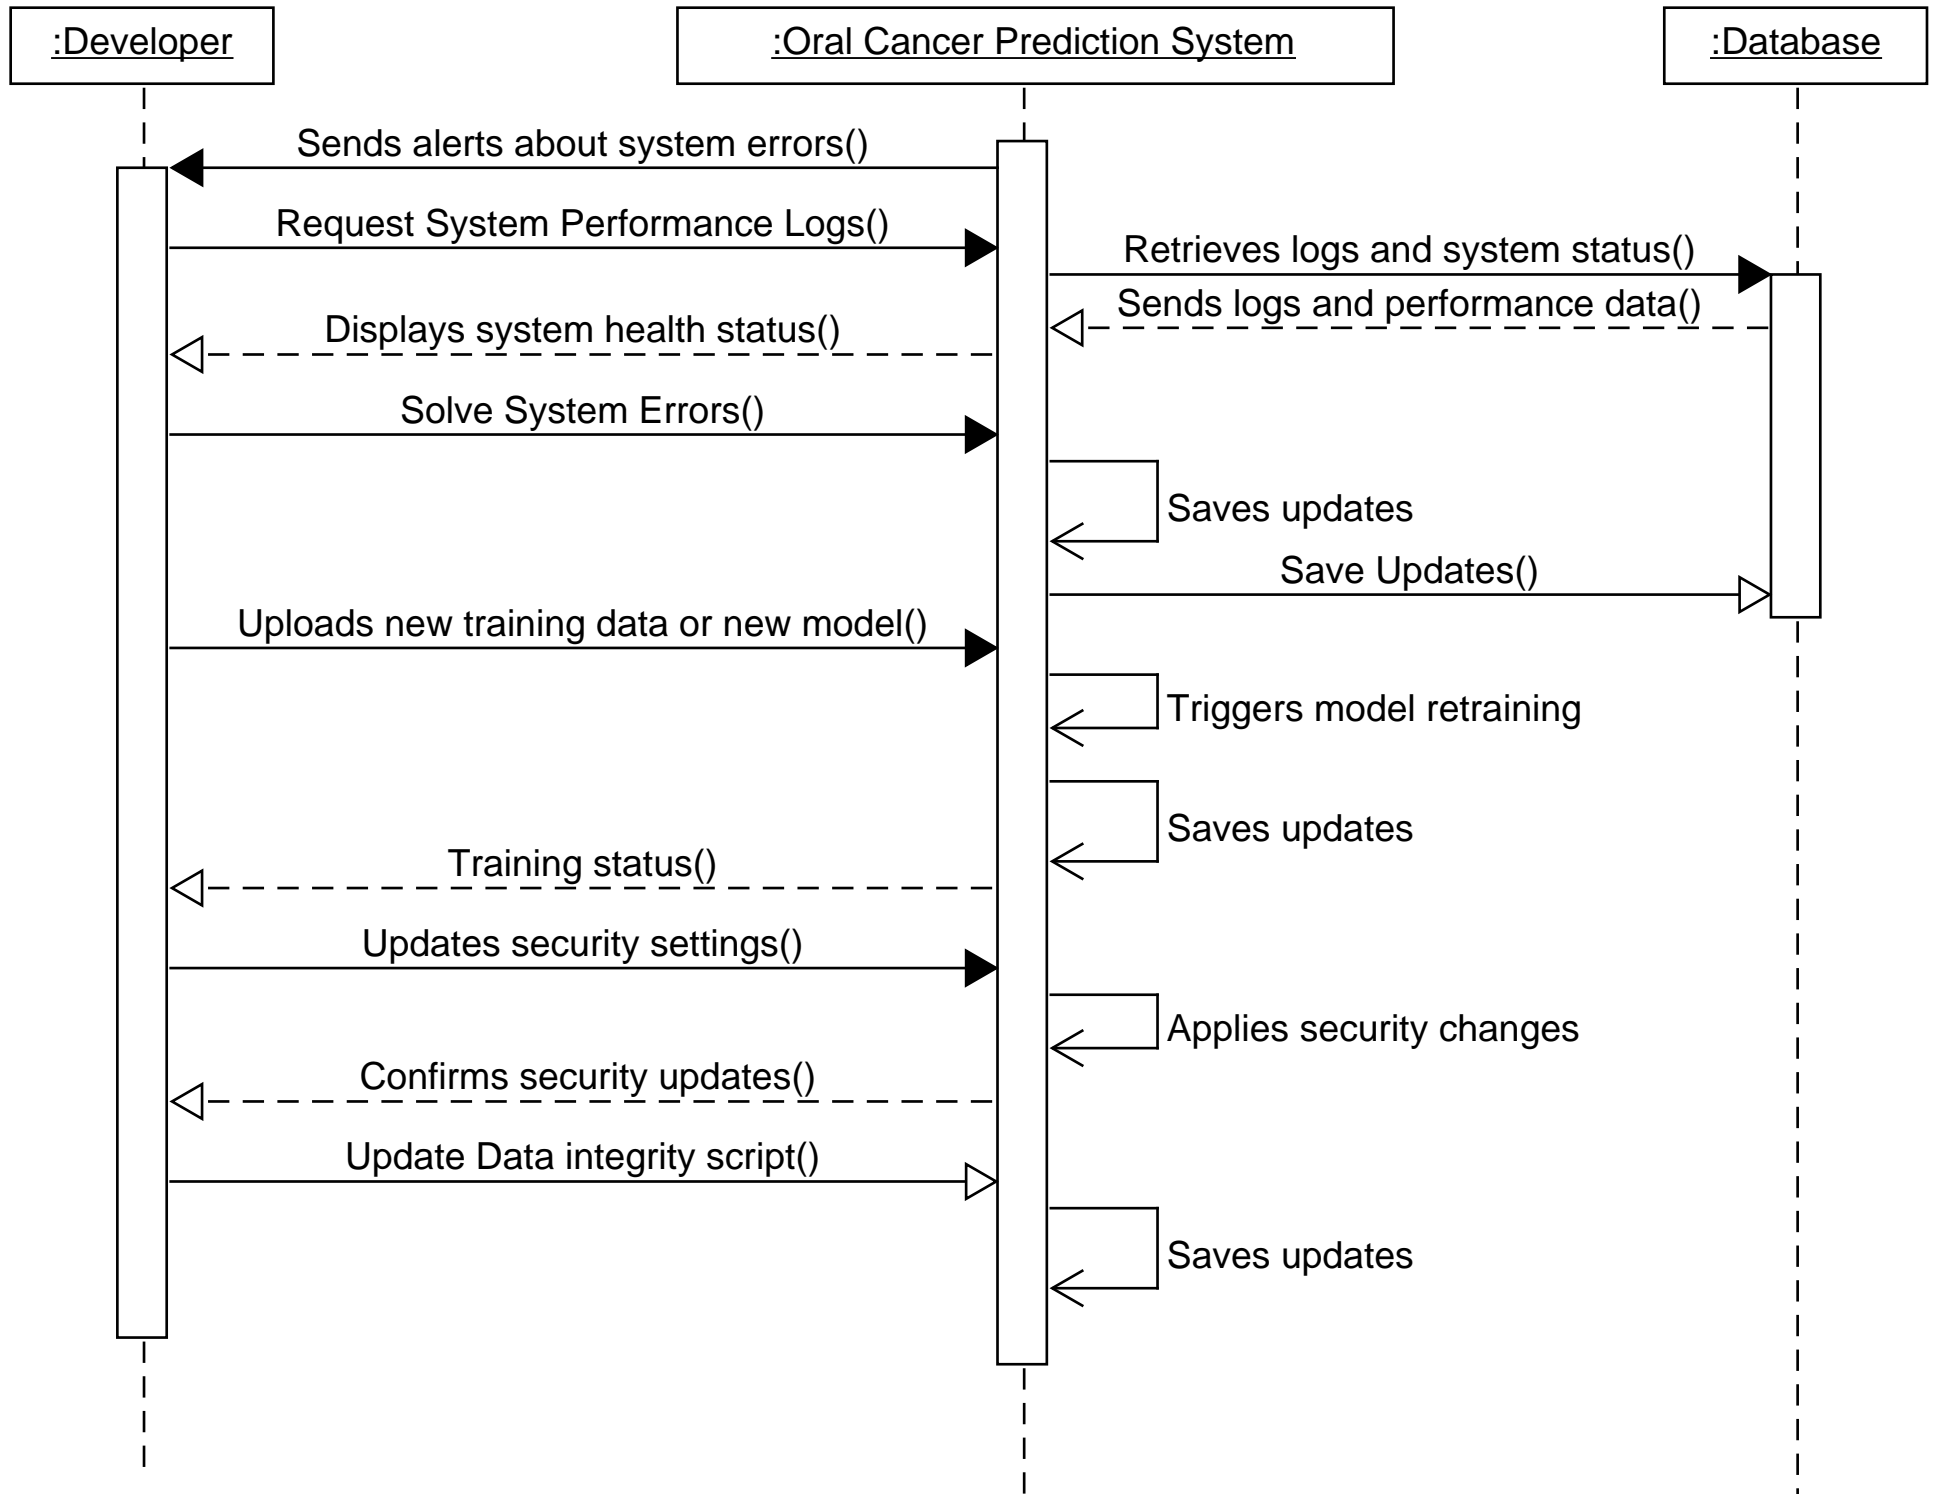 :Developer
:Oral Cancer Prediction System
:Database
Sends alerts about system errors()
Request System Performance Logs()
Retrieves logs and system status()
Sends logs and performance data()
Displays system health status()
Solve System Errors()
Saves updates
Save Updates()
Uploads new training data or new model()
Triggers model retraining
Saves updates
Training status()
Updates security settings()
Applies security changes
Confirms security updates()
Update Data integrity script()
Saves updates